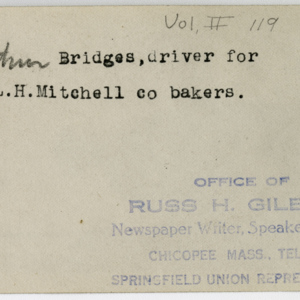 Vol, II 119
Bridges,driver for
L.H.Mitchell co bakers.
OFFICE OF
RUSS H. GILE
Newspaper Writer, Speake
CHICOPEE MASS., TEL
SPRINGFIELD UNION REPRE